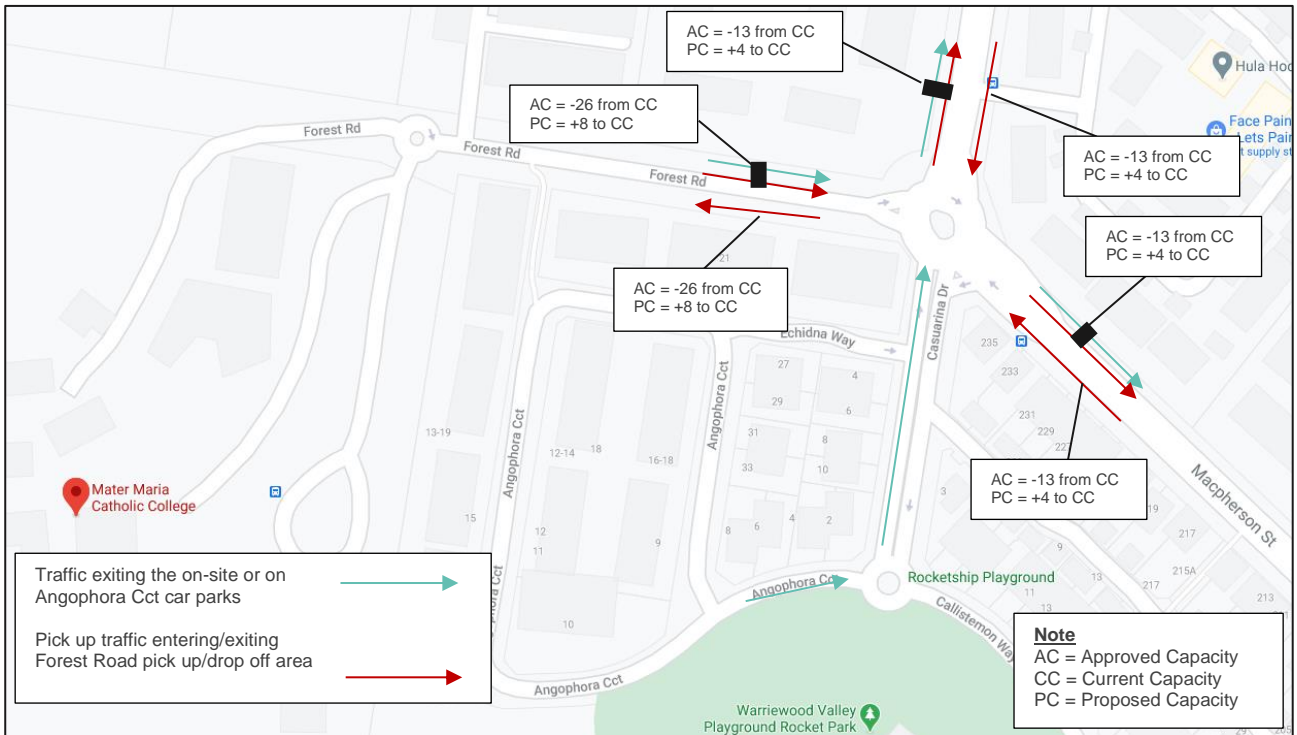 AC = -13 from CC
PC = +4 to CC
Hula Hoo
AC = -26 from CC
PC = +8 to CC
Face Pain
Lets Pain
t supply st
Forest Rd
Forest Rd
Forest Rd
AC = -13 from CC
PC = +4 to CC
AC = -13 from CC
PC = +4 to CC
21
AC = -26 from CC
PC = +8 to CC
Echidna Way
Casuarina Dr
235
233
27
4
29
6
231
229
227
Angophora Cct
Angophora Cct
31
8
13-19
12-14
18
16-18
33
10
AC = -13 from CC
PC = +4 to CC
Macpherson St
Mater Maria
Catholic College
3
19
217
15
12
11
9
8
6
4
2
9
13
217
215A
213
11
13
Traffic exiting the on-site or on
Angophora Cct car parks
Angophora Cct
Rocketship Playground
Callistemon Way
10
Pick up traffic entering/exiting
Forest Road pick up/drop off area
Note
AC = Approved Capacity
CC = Current Capacity
PC = Proposed Capacity
Angophora Cct
Warriewood Valley
Playground Rocket Park
29